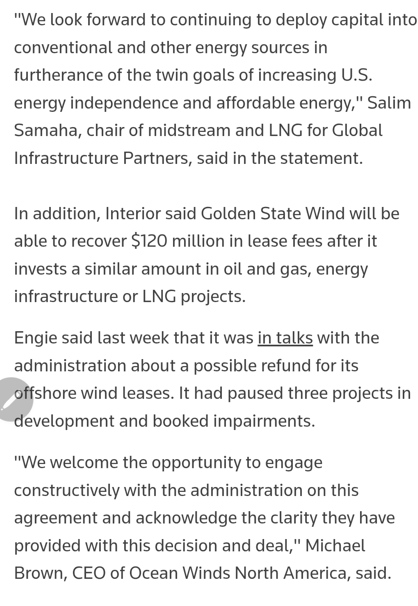 "We look forward to continuing to deploy capital into
conventional and other energy sources in
furtherance of the twin goals of increasing U.S.
energy independence and affordable energy," Salim
Samaha, chair of midstream and LNG for Global
Infrastructure Partners, said in the statement.
In addition, Interior said Golden State Wind will be
able to recover $120 million in lease fees after it
invests a similar amount in oil and gas, energy
infrastructure or LNG projects.
Engie said last week that it was in talks with the
administration about a possible refund for its
offshore wind leases. It had paused three projects in
development and booked impairments.
"We welcome the opportunity to engage
constructively with the administration on this
agreement and acknowledge the clarity they have
provided with this decision and deal," Michael
Brown, CEO of Ocean Winds North America, said.